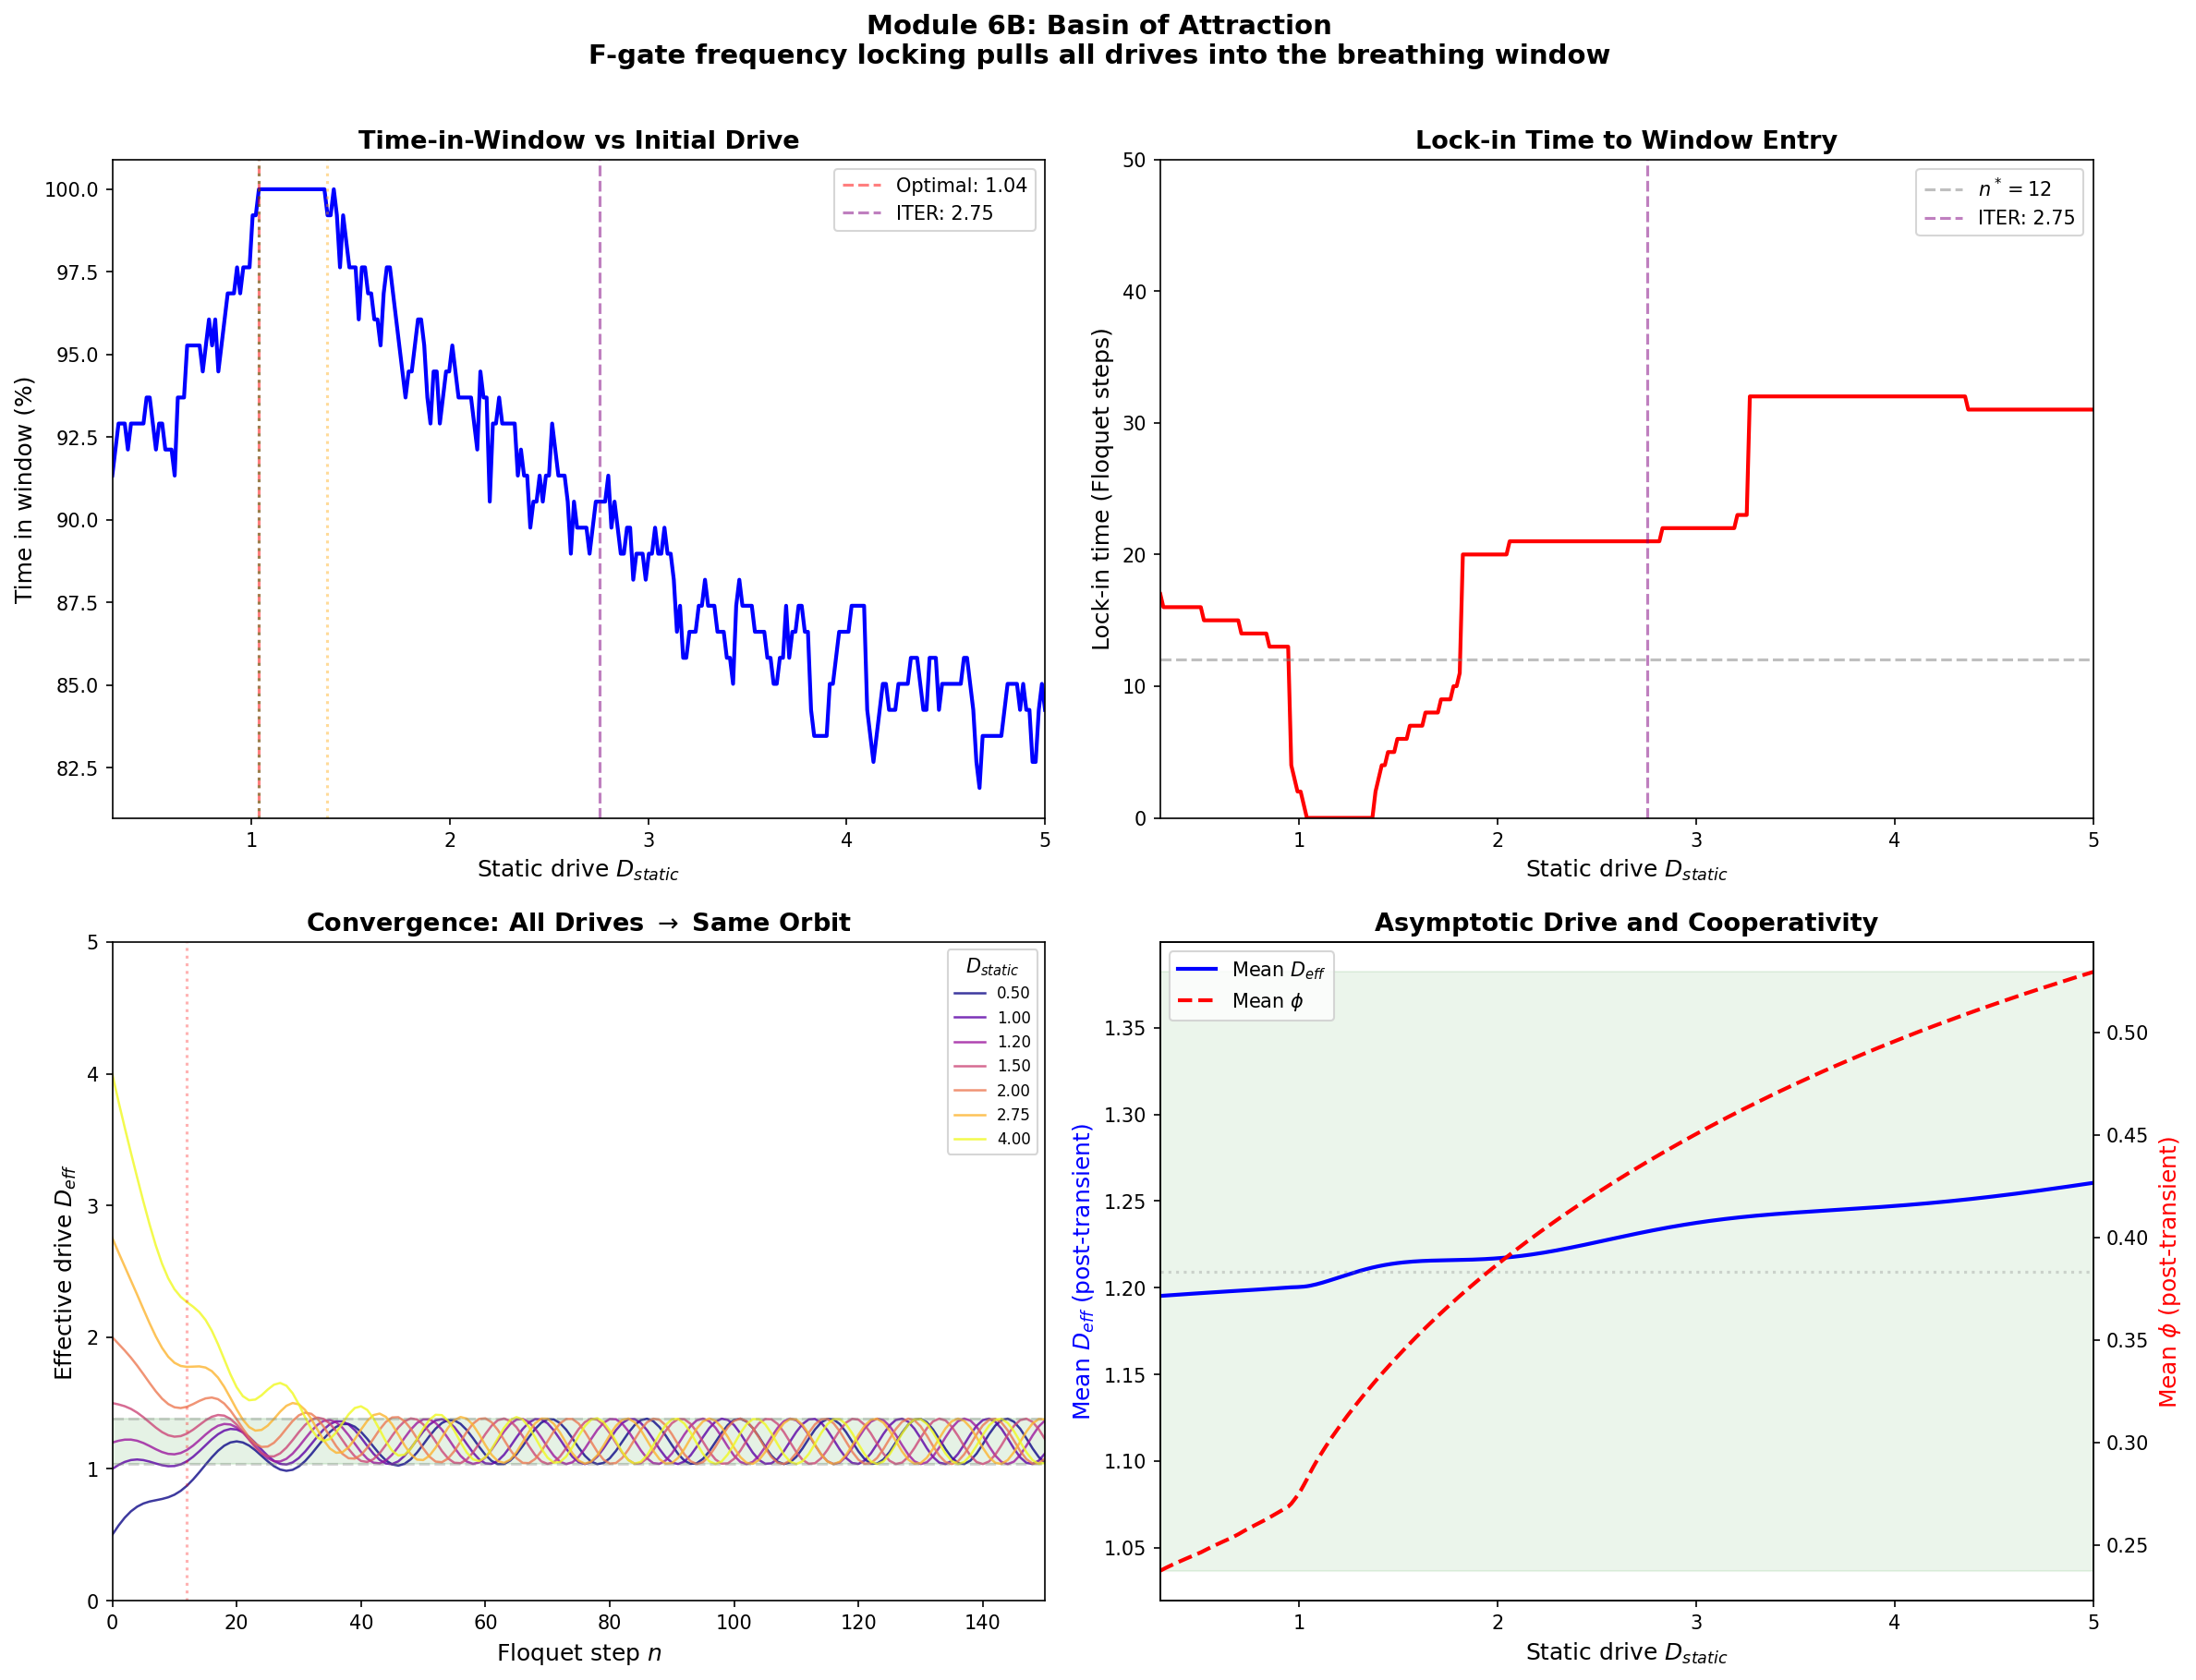 Module 6B: Basin of Attraction
F-gate frequency locking pulls all drives into the breathing window
Time-in-Window vs Initial Drive
Time in window (%)
100.0
97.5
95.0
92.5
90.0
87.5
85.0
82.5
Optimal: 1.04
ITER: 2.75
1 2 3 4 5
Static drive D_static
Lock-in Time to Window Entry
Lock-in time (Floquet steps)
50
40
30
20
10
0
n* = 12
ITER: 2.75
1 2 3 4 5
Static drive D_static
Convergence: All Drives → Same Orbit
Effective drive D_eff
5
4
3
2
1
0
D_static
0.50
1.00
1.20
1.50
2.00
2.75
4.00
0 20 40 60 80 100 120 140
Floquet step n
Asymptotic Drive and Cooperativity
Mean D_eff (post-transient)
1.35
1.30
1.25
1.20
1.15
1.10
1.05
Mean D_eff
Mean ϕ
0.50
0.45
0.40
0.35
0.30
0.25
Mean ϕ (post-transient)
1 2 3 4 5
Static drive D_static